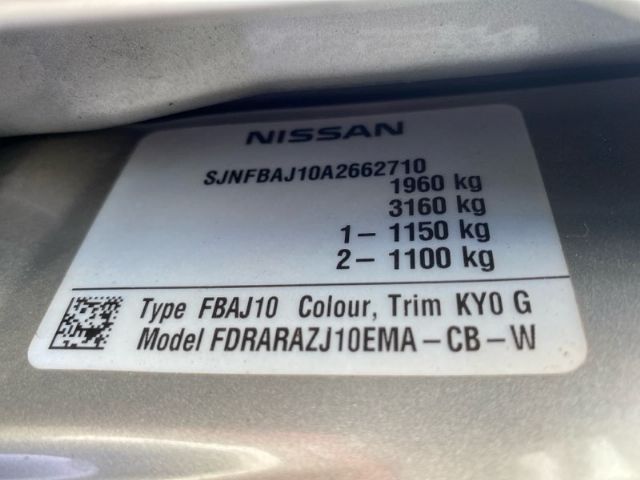 NISSAN
SJNFBAJ10A2662710
1960 kg
3160 kg
1- 1150 kg
2- 1100 kg
Type FBAJ10 Colour, Trim KY0 G
Model FDRARAZJ10EMA-CB-W